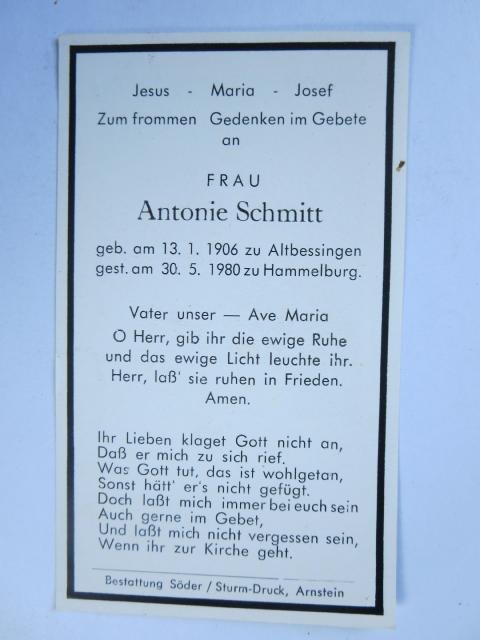 Jesus - Maria - Josef
Zum frommen Gedenken im Gebete
an
FRAU
Antonie Schmitt
geb. am 13. 1. 1906 zu Altbessingen
gest. am 30. 5. 1980 zu Hammelburg.
Vater unser — Ave Maria
O Herr, gib ihr die ewige Ruhe
und das ewige Licht leuchte ihr.
Herr, laß' sie ruhen in Frieden.
Amen.
Ihr Lieben klaget Gott nicht an,
Daß er mich zu sich rief.
Was Gott tut, das ist wohlgetan,
Sonst hätt' er's nicht gefügt.
Doch laßt mich immer bei euch sein
Auch gerne im Gebet,
Und laßt mich nicht vergessen sein,
Wenn ihr zur Kirche geht.
Bestattung Söder / Sturm-Druck, Arnstein